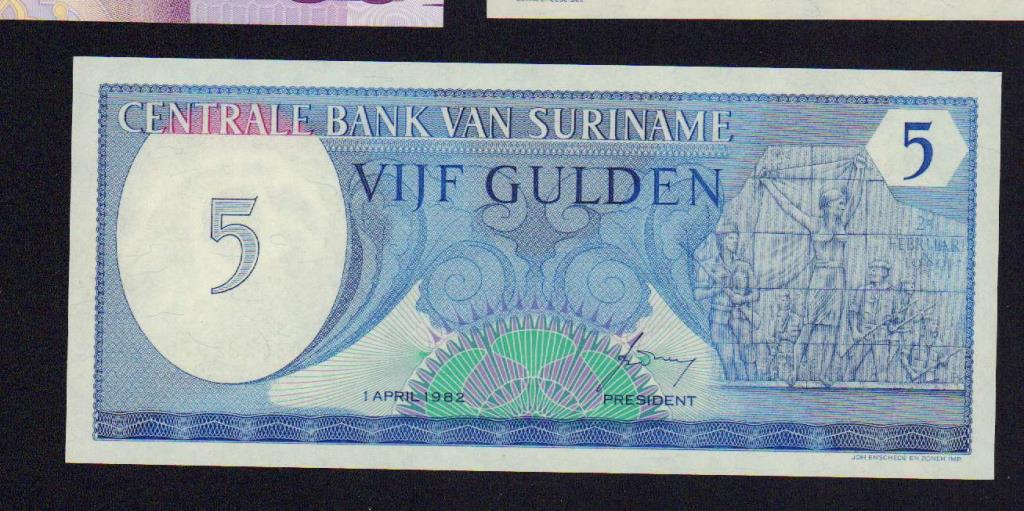 CENTRALE BANK VAN SURINAME
5
VIJF GULDEN
5
FEBRUARI
1 APRIL 1982
PRESIDENT
JOH. ENSCHEDÉ EN ZONEN IMP.